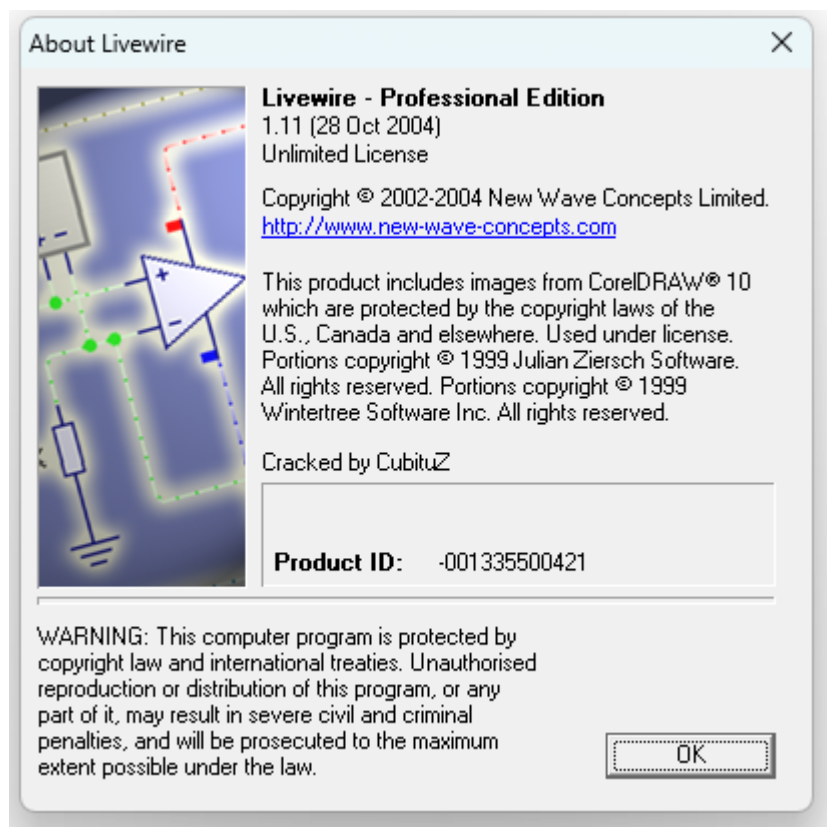 About Livewire
Livewire - Professional Edition
1.11 (28 Oct 2004)
Unlimited License
Copyright © 2002-2004 New Wave Concepts Limited.
http://www.new-wave-concepts.com
This product includes images from CorelDRAW® 10
which are protected by the copyright laws of the
U.S., Canada and elsewhere. Used under license.
Portions copyright © 1999 Julian Ziersch Software.
All rights reserved. Portions copyright © 1999
Wintertree Software Inc. All rights reserved.
Cracked by CubituZ
Product ID: -001335500421
WARNING: This computer program is protected by
copyright law and international treaties. Unauthorised
reproduction or distribution of this program, or any
part of it, may result in severe civil and criminal
penalties, and will be prosecuted to the maximum
extent possible under the law.
OK